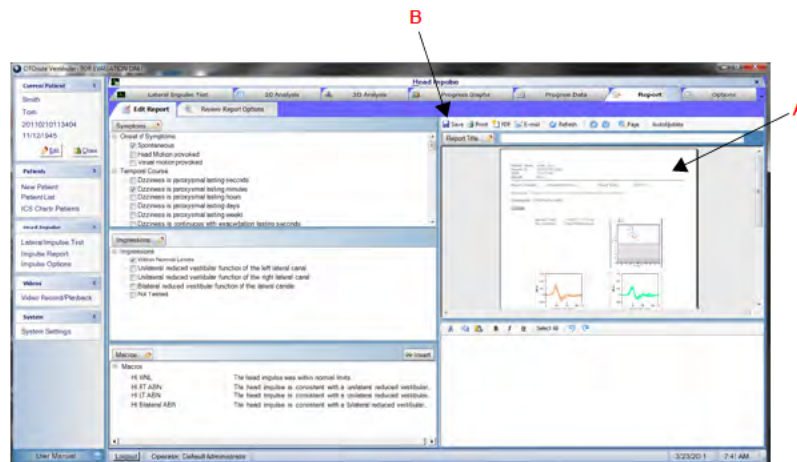 B
A
OTOsuite Vestibular - FOR EVALUATION ONLY
Head Impulse
Current Patient
Smith
Tom
20110210113404
11/12/1945
Edit
Close
Patients
New Patient
Patient List
ICS Chartr Patients
Head Impulse
Lateral Impulse Test
Impulse Report
Impulse Options
Videos
Video Record/Playback
System
System Settings
User Manual
Lateral Impulse Test
2D Analysis
3D Analysis
Progress Graphs
Progress Data
Report
Options
Edit Report
Review Report Options
Symptoms
Onset of Symptoms
Spontaneous
Head Motion provoked
Visual motion provoked
Temporal Course
Dizziness is paroxysmal lasting seconds
Dizziness is paroxysmal lasting minutes
Dizziness is paroxysmal lasting hours
Dizziness is paroxysmal lasting days
Dizziness is paroxysmal lasting weeks
Dizziness is continuous with exacerbation lasting seconds
Impressions
Impressions
Within Normal Limits
Unilateral reduced vestibular function of the left lateral canal
Unilateral reduced vestibular function of the right lateral canal
Bilateral reduced vestibular function of the lateral canals
Not Tested
Macros
Insert
Macros
HI WNL The head impulse was within normal limits.
HI RT ABN The head impulse is consistent with a unilateral reduced vestibular..
HI LT ABN The head impulse is consistent with a unilateral reduced vestibular..
HI Bilateral ABN The head impulse is consistent with a bilateral reduced vestibular..
Save Print PDF E-mail Refresh Page AutoUpdate
Report Title
B I U Select All
Logout Operator: Default Administrator 7:41 AM